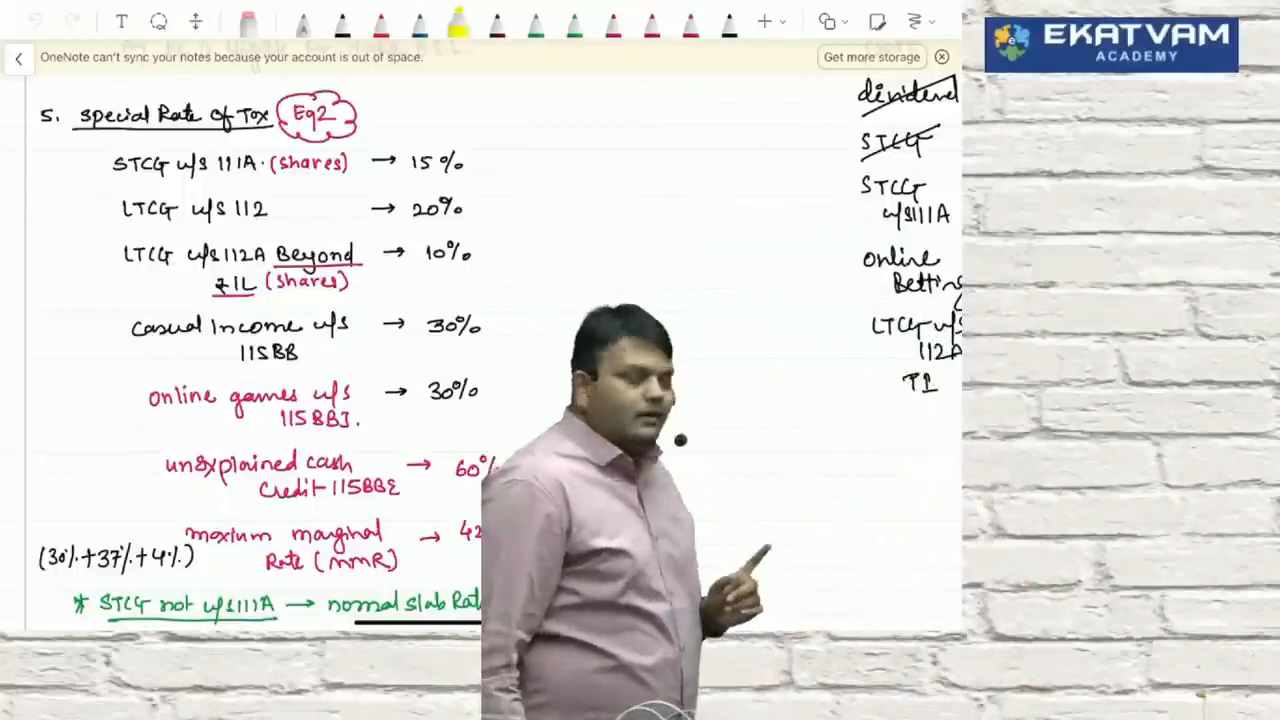 EKATVAM
ACADEMY
OneNote can't sync your notes because your account is out of space.
Get more storage
5. Special Rate of Tax Eq2
STCG u/s 111A. (shares) → 15%
LTCG u/s 112 → 20%
LTCG u/s 112A Beyond → 10%
₹1L (shares)
Casual Income u/s → 30%
115BB
online games u/s → 30%
115BBJ.
unexplained cash → 60%
Credit 115BBE
maxium marginal → 42
Rate (MMR)
(30%+37%+4%)
* STCG not u/s 111A → normal slab Rat
dividend
STCG
STCG
u/s 111A
online
Betting
LTCG u/s
112A